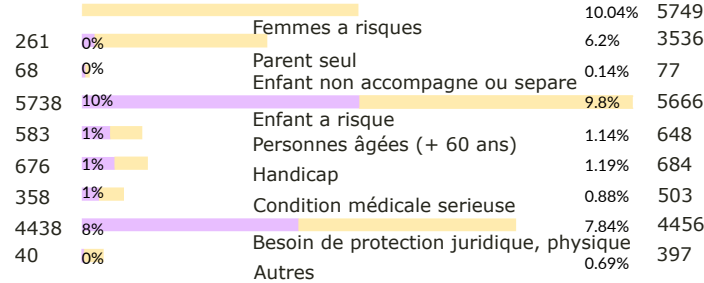 10.04% 5749
Femmes a risques
261 0% 6.2% 3536
Parent seul
68 0% 0.14% 77
Enfant non accompagne ou separe
5738 10% 9.8% 5666
Enfant a risque
583 1% 1.14% 648
Personnes âgées (+ 60 ans)
676 1% 1.19% 684
Handicap
358 1% 0.88% 503
Condition médicale serieuse
4438 8% 7.84% 4456
Besoin de protection juridique, physique
40 0% 0.69% 397
Autres